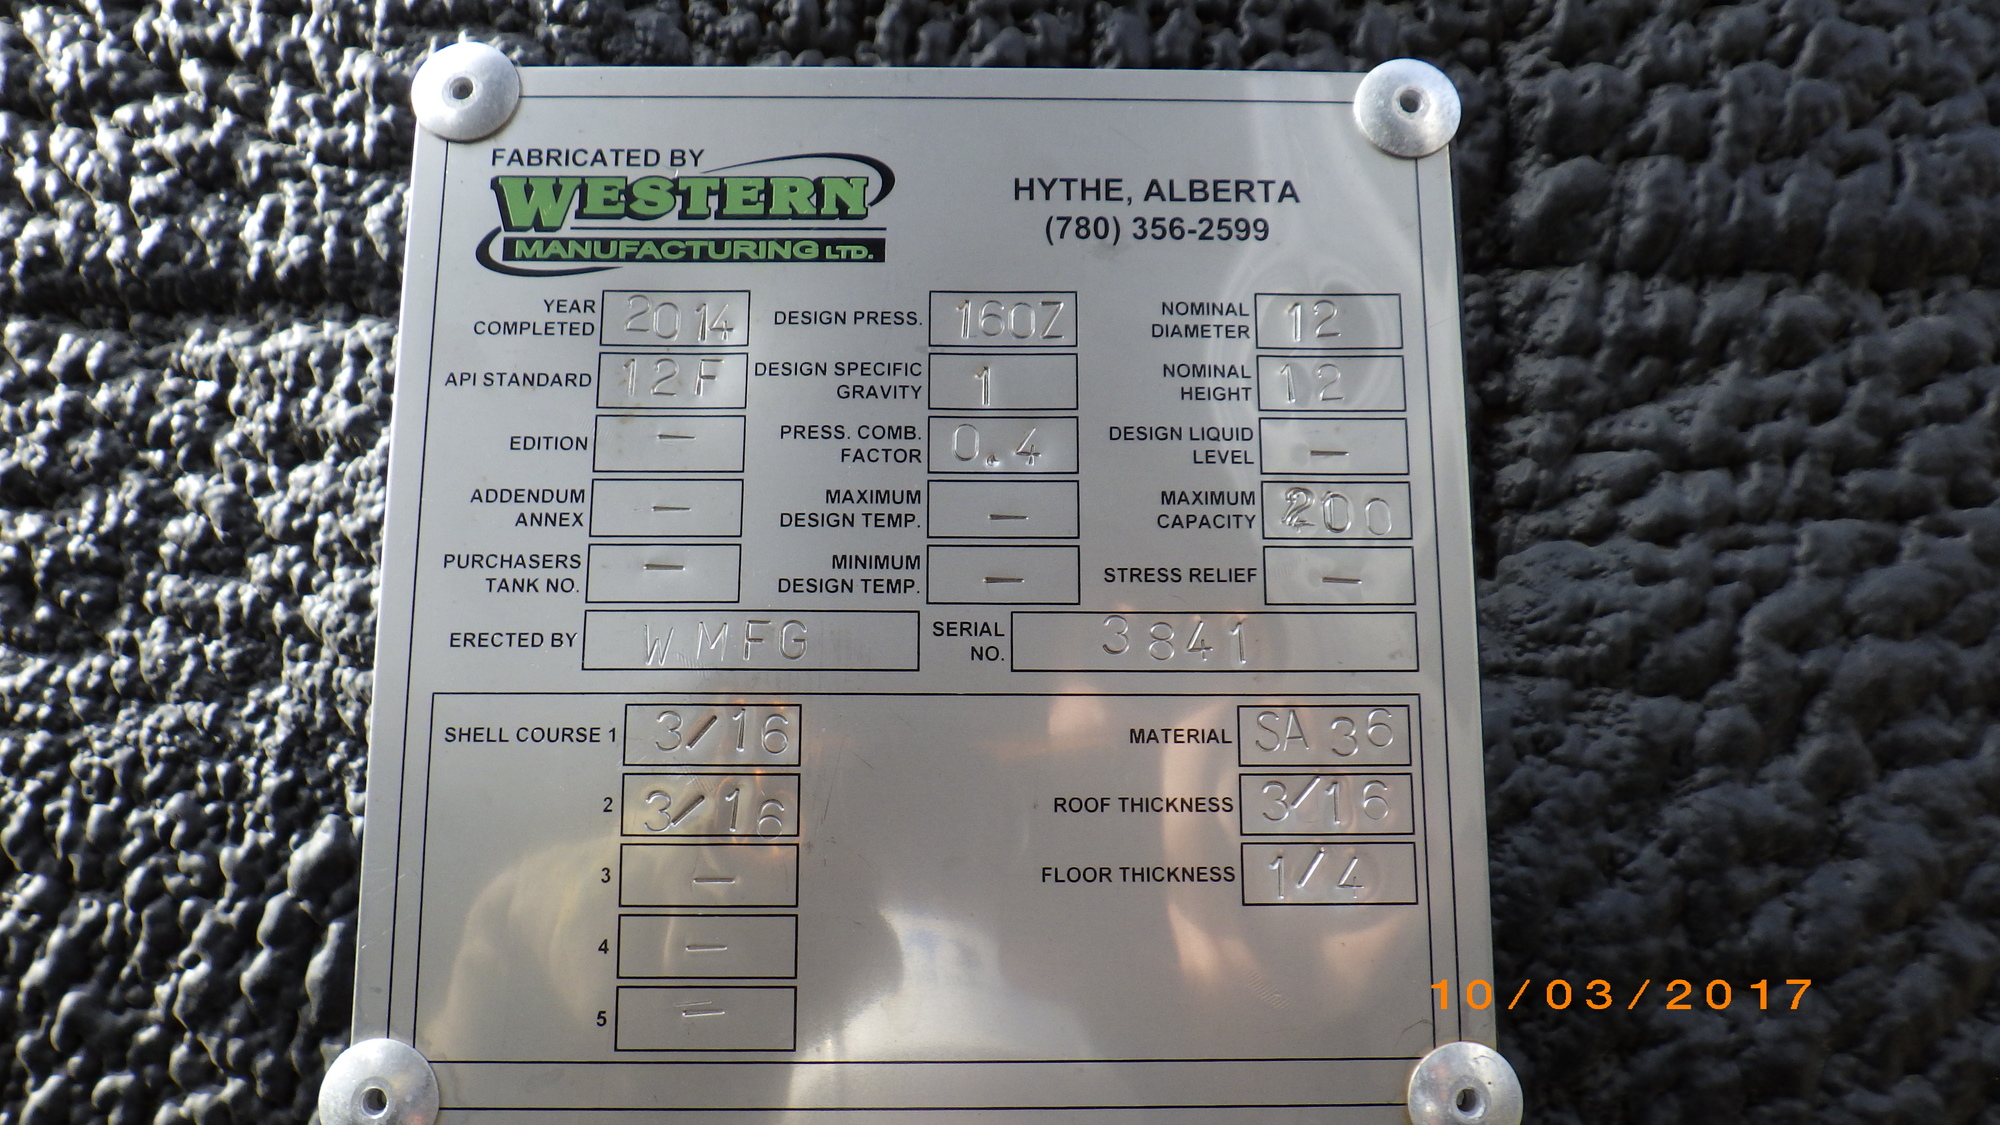 FABRICATED BY
WESTERN
MANUFACTURING LTD.
HYTHE, ALBERTA
(780) 356-2599
YEAR COMPLETED 2014
DESIGN PRESS. 16OZ
NOMINAL DIAMETER 12
API STANDARD 12F
DESIGN SPECIFIC GRAVITY 1
NOMINAL HEIGHT 12
EDITION —
PRESS. COMB. FACTOR 0.4
DESIGN LIQUID LEVEL —
ADDENDUM ANNEX —
MAXIMUM DESIGN TEMP. —
MAXIMUM CAPACITY 200
PURCHASERS TANK NO. —
MINIMUM DESIGN TEMP. —
STRESS RELIEF —
ERECTED BY W.MFG
SERIAL NO. 3841
SHELL COURSE 1 3/16
MATERIAL SA 36
2 3/16
ROOF THICKNESS 3/16
3 —
FLOOR THICKNESS 1/4
4 —
5 —
10/03/2017